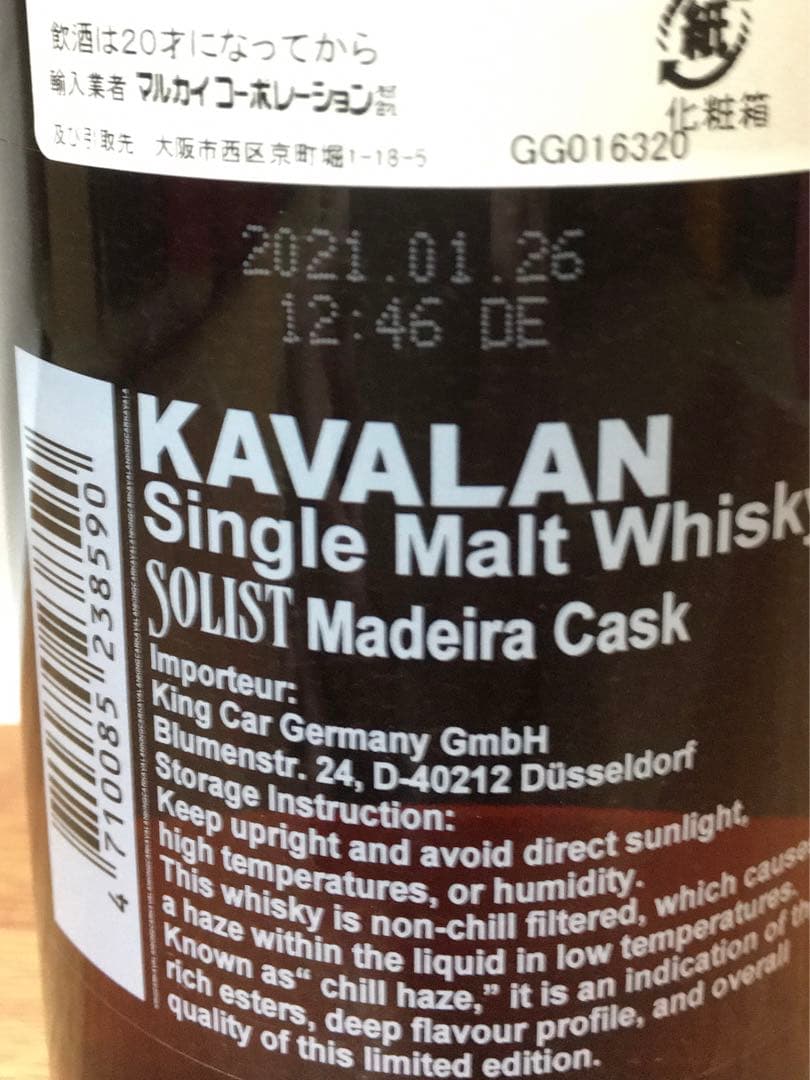 飲酒は20才になってから
輸入業者 マルカイコーポレーション株式会社
及び引取先 大阪市西区京町堀1-18-5
紙
化粧箱
GG016320
2021.01.26
12:46 DE
KAVALAN
Single Malt Whisky
SOLIST Madeira Cask
Importeur:
King Car Germany GmbH
Blumenstr. 24, D-40212 Düsseldorf
Storage Instruction:
Keep upright and avoid direct sunlight,
high temperatures, or humidity.
This whisky is non-chill filtered, which cause
a haze within the liquid in low temperatures.
Known as“ chill haze,” it is an indication of th
rich esters, deep flavour profile, and overall
quality of this limited edition.
4 710085 238590